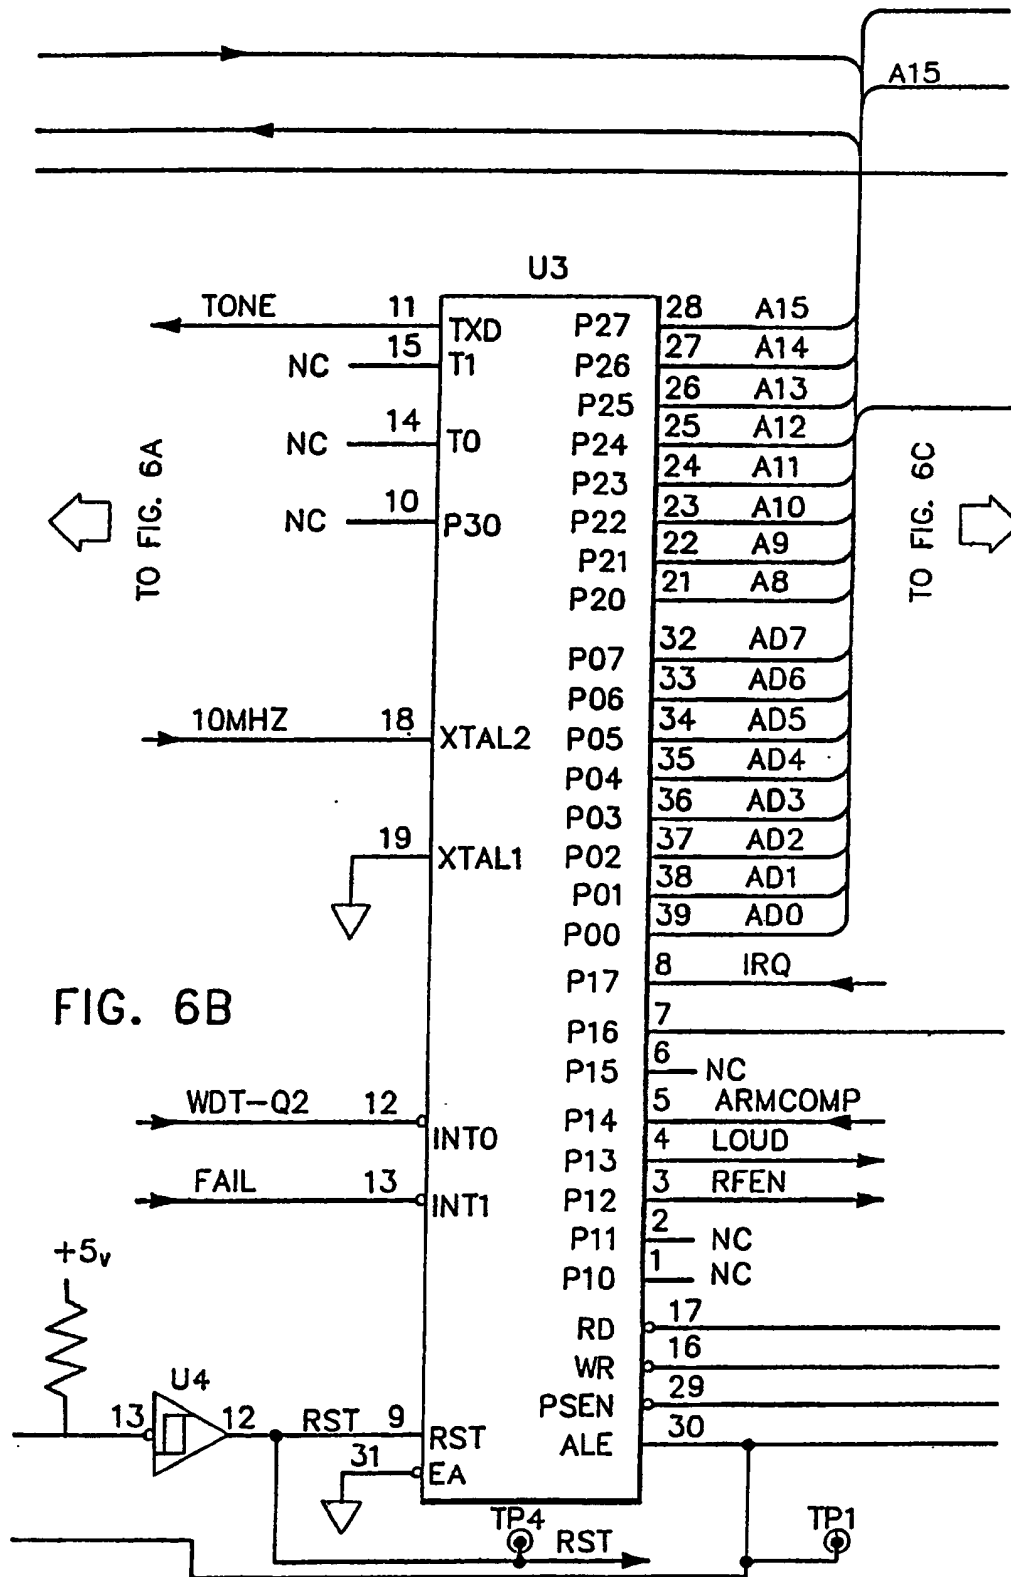 A15
U3
TONE 11 TXD P27 28 A15
NC 15 T1 P26 27 A14
P25 26 A13
NC 14 T0 P24 25 A12
P23 24 A11
NC 10 P30 P22 23 A10
P21 22 A9
P20 21 A8
TO FIG. 6A
TO FIG. 6C
P07 32 AD7
P06 33 AD6
10MHZ 18 XTAL2 P05 34 AD5
P04 35 AD4
P03 36 AD3
19 XTAL1 P02 37 AD2
P01 38 AD1
P00 39 AD0
P17 8 IRQ
FIG. 6B
P16 7
P15 6 NC
WDT-Q2 12 INT0 P14 5 ARMCOMP
P13 4 LOUD
FAIL 13 INT1 P12 3 RFEN
P11 2 NC
+5v
P10 1 NC
RD 17
WR 16
U4
PSEN 29
13 12 RST 9 RST ALE 30
31 EA
TP4 TP1
RST